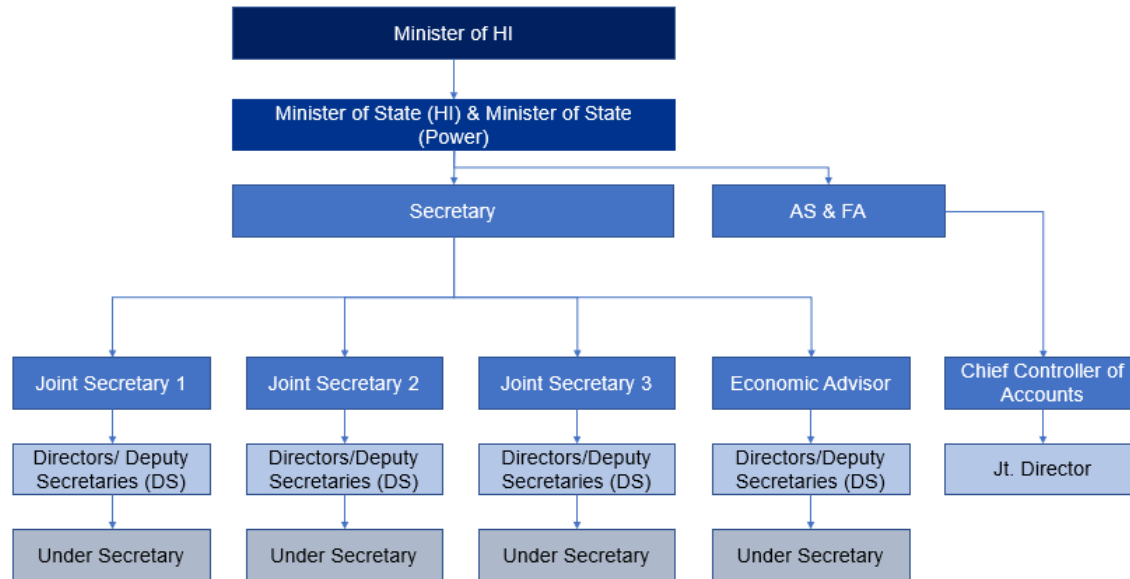 Minister of HI
Minister of State (HI) & Minister of State
(Power)
Secretary
AS & FA
Joint Secretary 1
Joint Secretary 2
Joint Secretary 3
Economic Advisor
Chief Controller of
Accounts
Directors/ Deputy
Secretaries (DS)
Directors/Deputy
Secretaries (DS)
Directors/Deputy
Secretaries (DS)
Directors/Deputy
Secretaries (DS)
Jt. Director
Under Secretary
Under Secretary
Under Secretary
Under Secretary